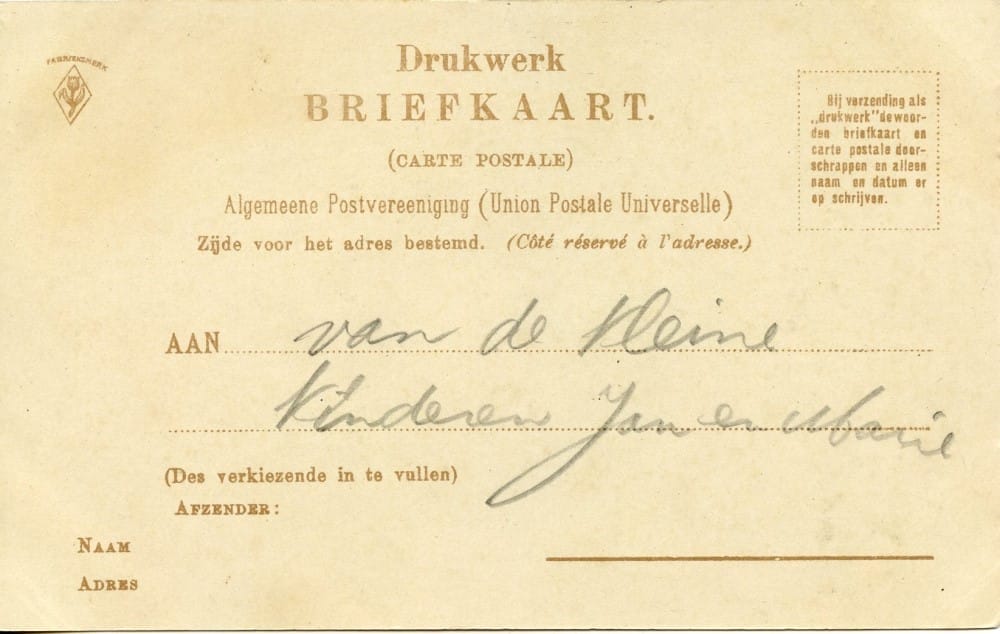 FABRIEKSMERK
Drukwerk
BRIEFKAART.
(CARTE POSTALE)
Algemeene Postvereeniging (Union Postale Universelle)
Zijde voor het adres bestemd. (Côté réservé à l'adresse.)
Bij verzending als
„drukwerk" de woor-
den briefkaart en
carte postale door-
schrappen en alleen
naam en datum er
op schrijven.
AAN van de kleine
kinderen Jan en Marie
(Des verkiezende in te vullen)
AFZENDER:
NAAM
ADRES